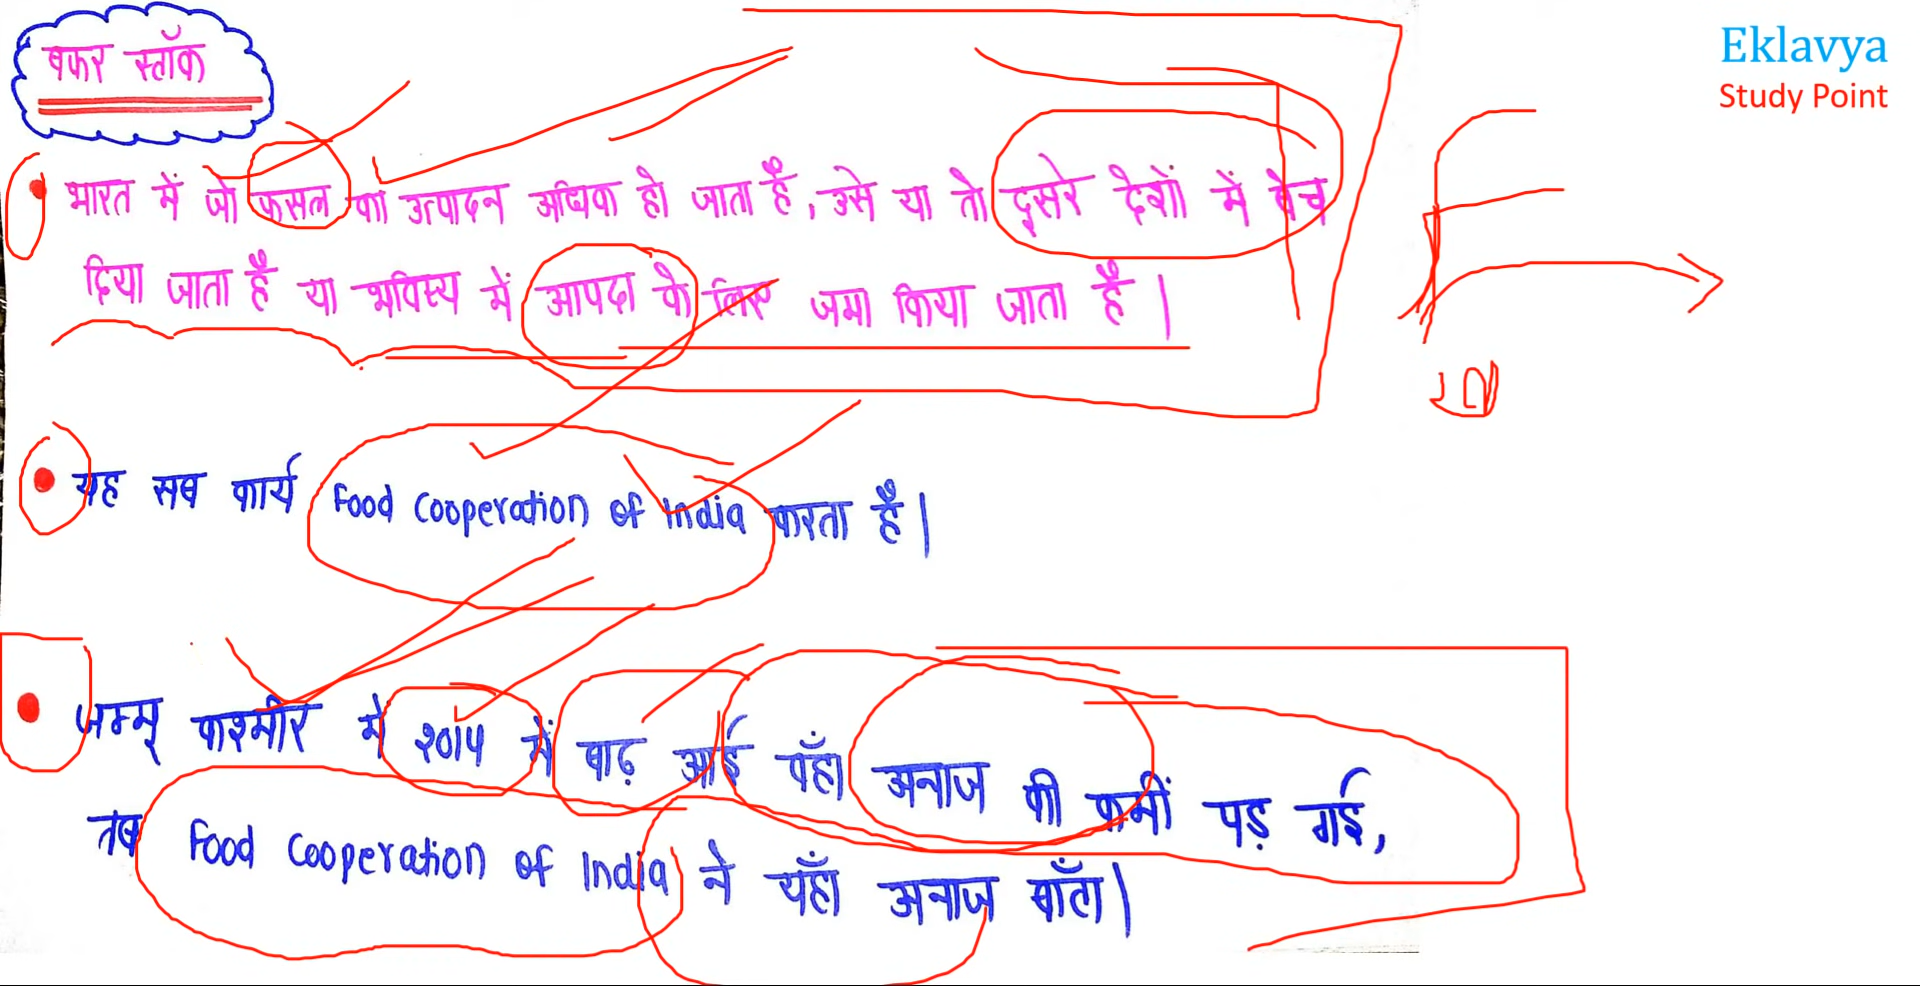 बफर स्टॉक
Eklavya
Study Point
भारत में जो फसल का उत्पादन अधिक हो जाता है, उसे या तो दुसरे देशों में बेच
दिया जाता है या भविस्य में आपदा के लिए जमा किया जाता है |
यह सब कार्य Food Cooperation of India करता है |
जम्मू कश्मीर में २०14 में बाढ़ आई वहाँ अनाज की कमीं पड़ गई,
तब Food Cooperation of India ने यहाँ अनाज बाँटा |